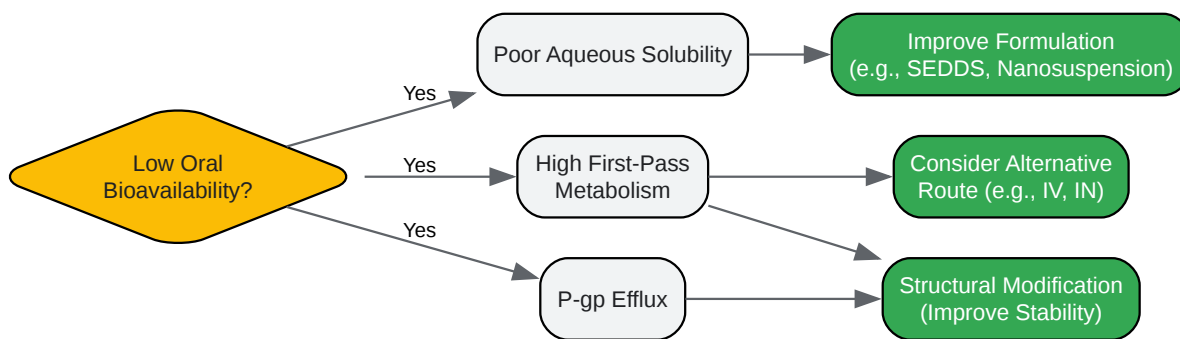 Low Oral
Bioavailability?
Yes
Yes
Yes
Poor Aqueous Solubility
High First-Pass
Metabolism
P-gp Efflux
Improve Formulation
(e.g., SEDDS, Nanosuspension)
Consider Alternative
Route (e.g., IV, IN)
Structural Modification
(Improve Stability)